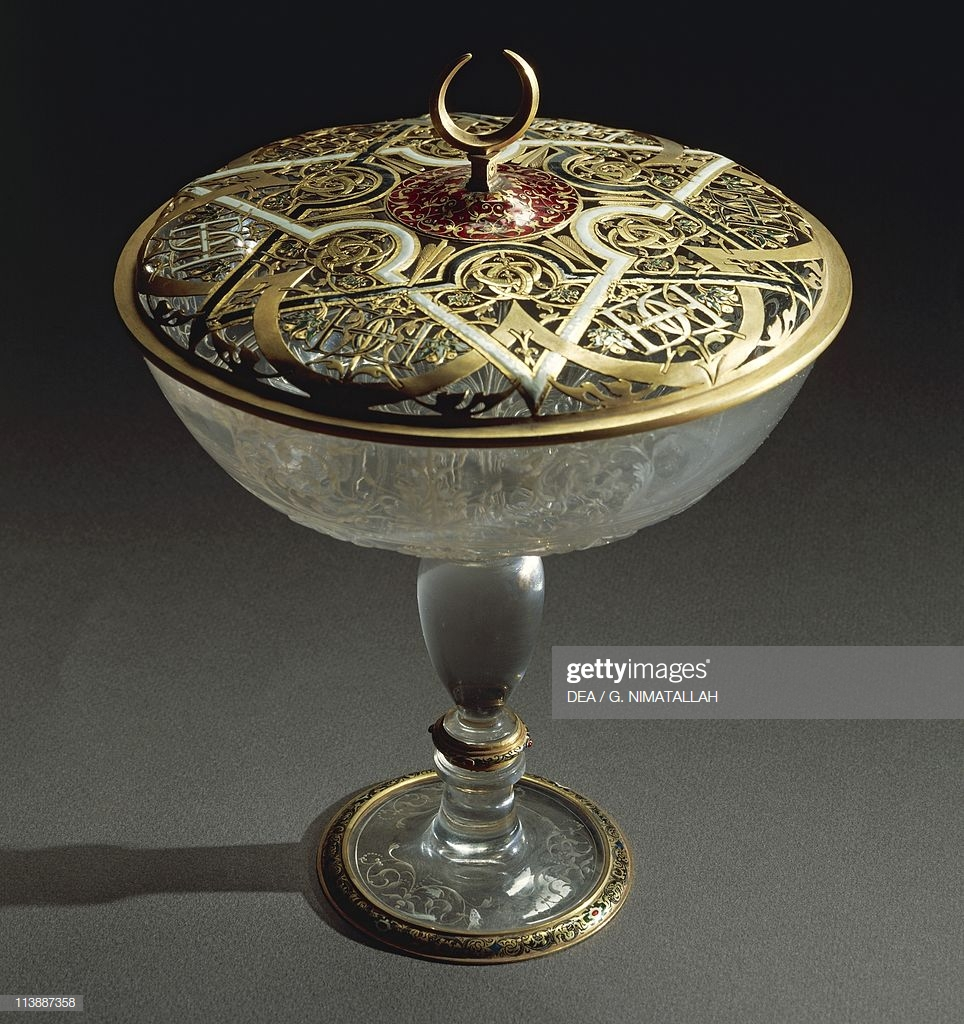 gettyimages®
DEA / G. NIMATALLAH
113887358